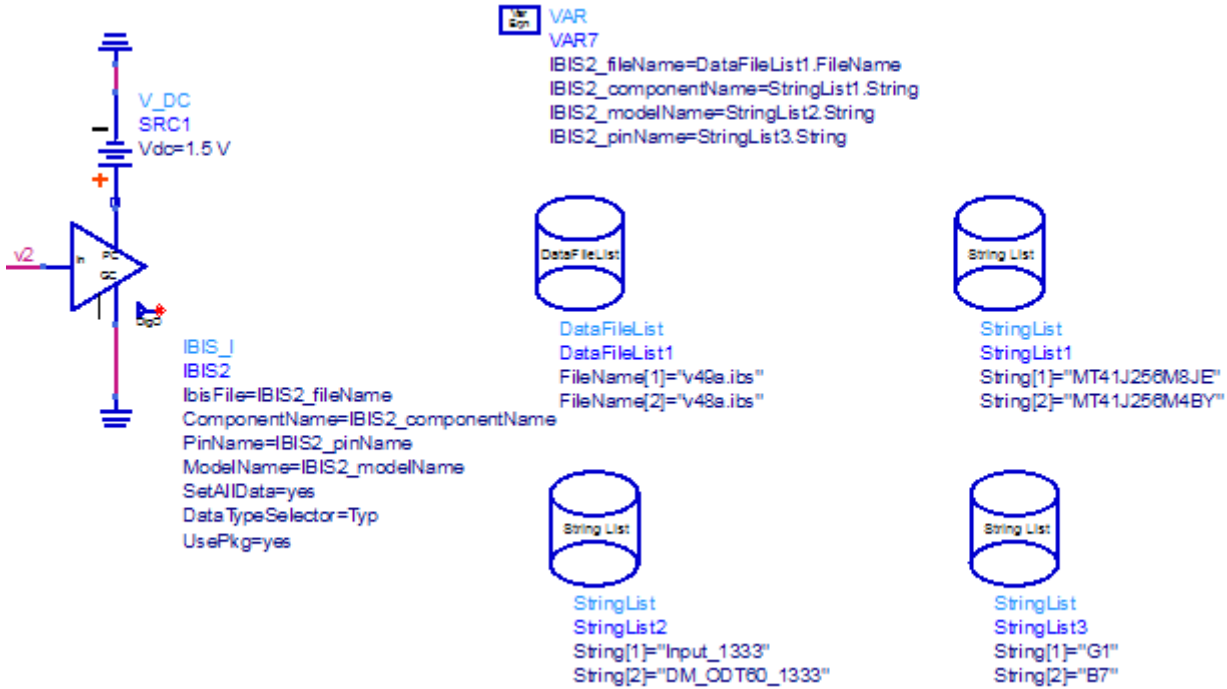 Var
Eqn
VAR
VAR7
IBIS2_fileName=DataFileList1.FileName
IBIS2_componentName=StringList1.String
IBIS2_modelName=StringList2.String
IBIS2_pinName=StringList3.String
V_DC
SRC1
Vdc=1.5 V
v2
In
PC
GC
DigO
IBIS_I
IBIS2
IbisFile=IBIS2_fileName
ComponentName=IBIS2_componentName
PinName=IBIS2_pinName
ModelName=IBIS2_modelName
SetAllData=yes
DataTypeSelector=Typ
UsePkg=yes
DataFileList
DataFileList
DataFileList1
FileName[1]="v49a.ibs"
FileName[2]="v48a.ibs"
String List
StringList
StringList1
String[1]="MT41J256M8JE"
String[2]="MT41J256M4BY"
String List
StringList
StringList2
String[1]="Input_1333"
String[2]="DM_ODT60_1333"
String List
StringList
StringList3
String[1]="G1"
String[2]="B7"